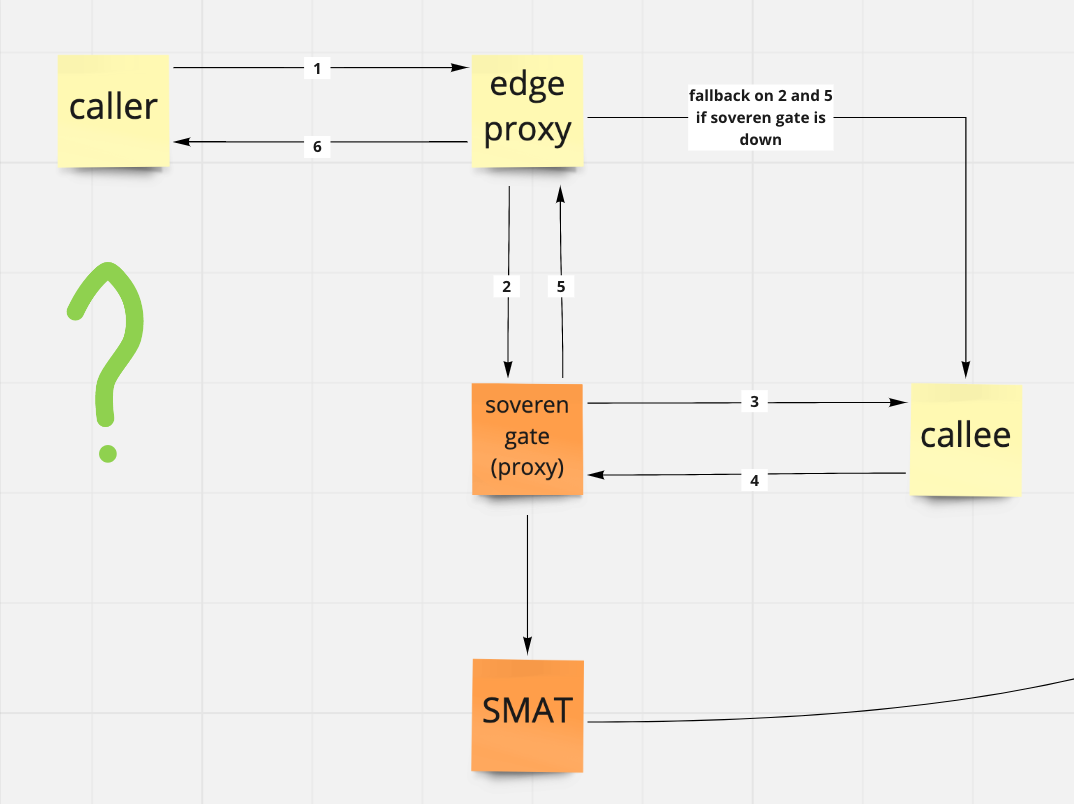 caller
1
6
edge
proxy
fallback on 2 and 5
if soveren gate is
down
2
5
?
soveren
gate
(proxy)
3
4
callee
SMAT